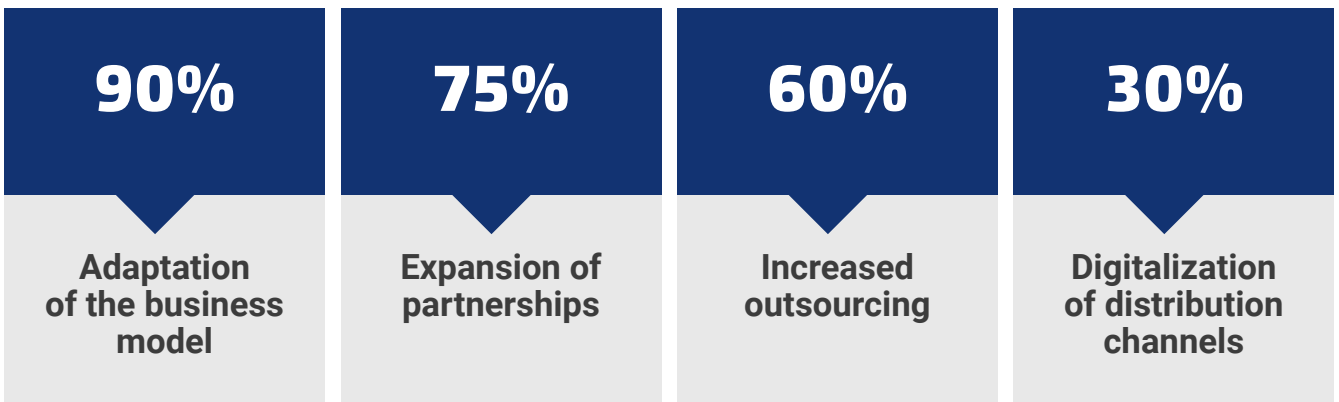 90%
Adaptation
of the business
model
75%
Expansion of
partnerships
60%
Increased
outsourcing
30%
Digitalization
of distribution
channels